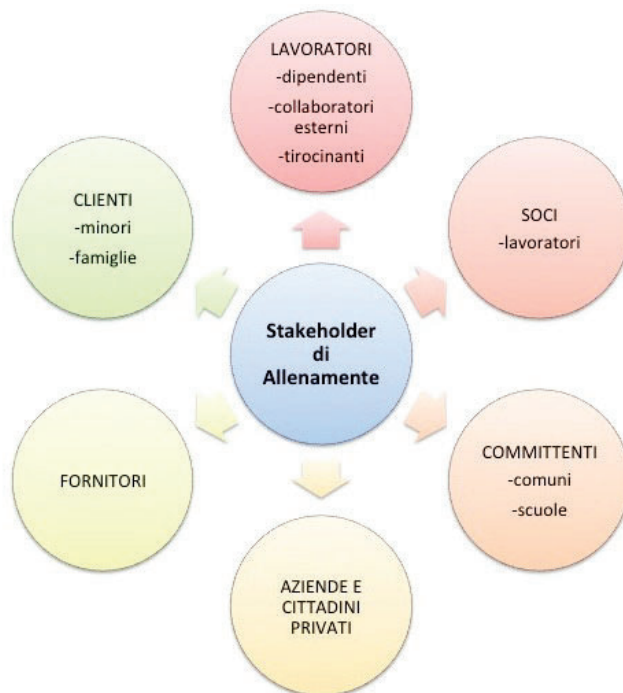 LAVORATORI
-dipendenti
-collaboratori
esterni
-tirocinanti
CLIENTI
-minori
-famiglie
SOCI
-lavoratori
Stakeholder
di
Allenamente
FORNITORI
COMMITTENTI
-comuni
-scuole
AZIENDE E
CITTADINI
PRIVATI